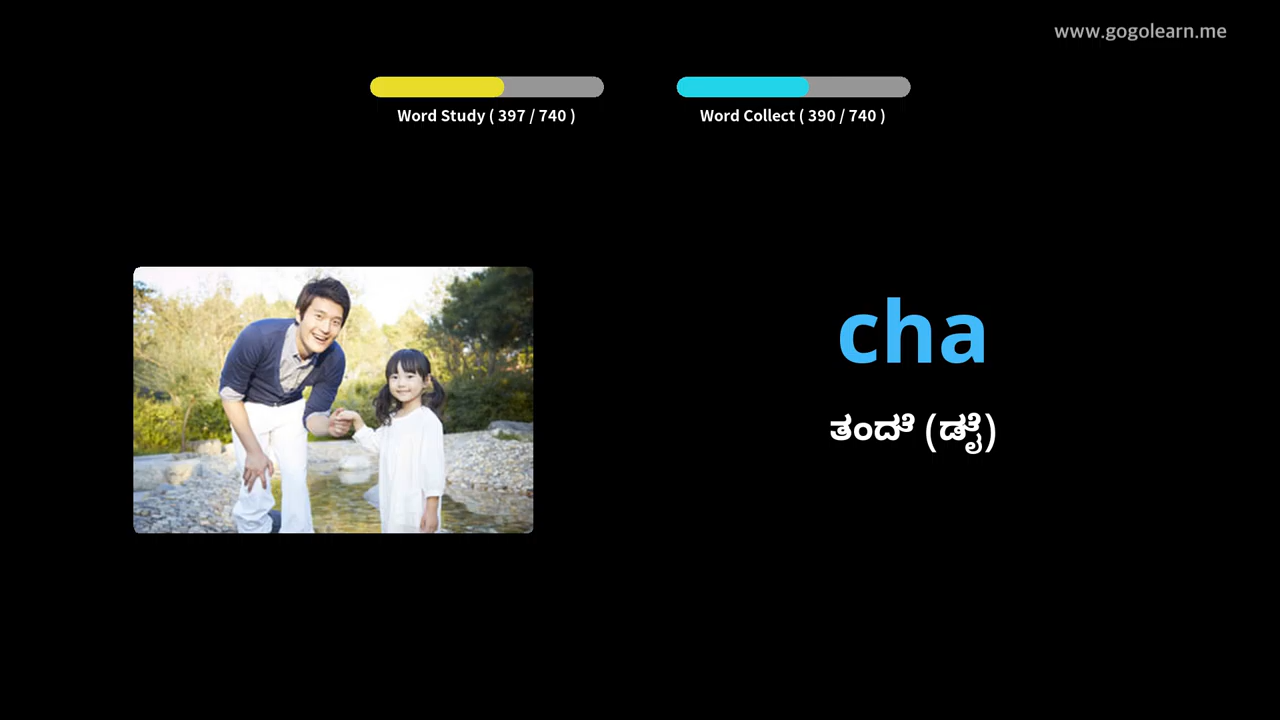 www.gogolearn.me
Word Study ( 397 / 740 )
Word Collect ( 390 / 740 )
cha
ತಂದೆ (ಡ್ಯೆ)